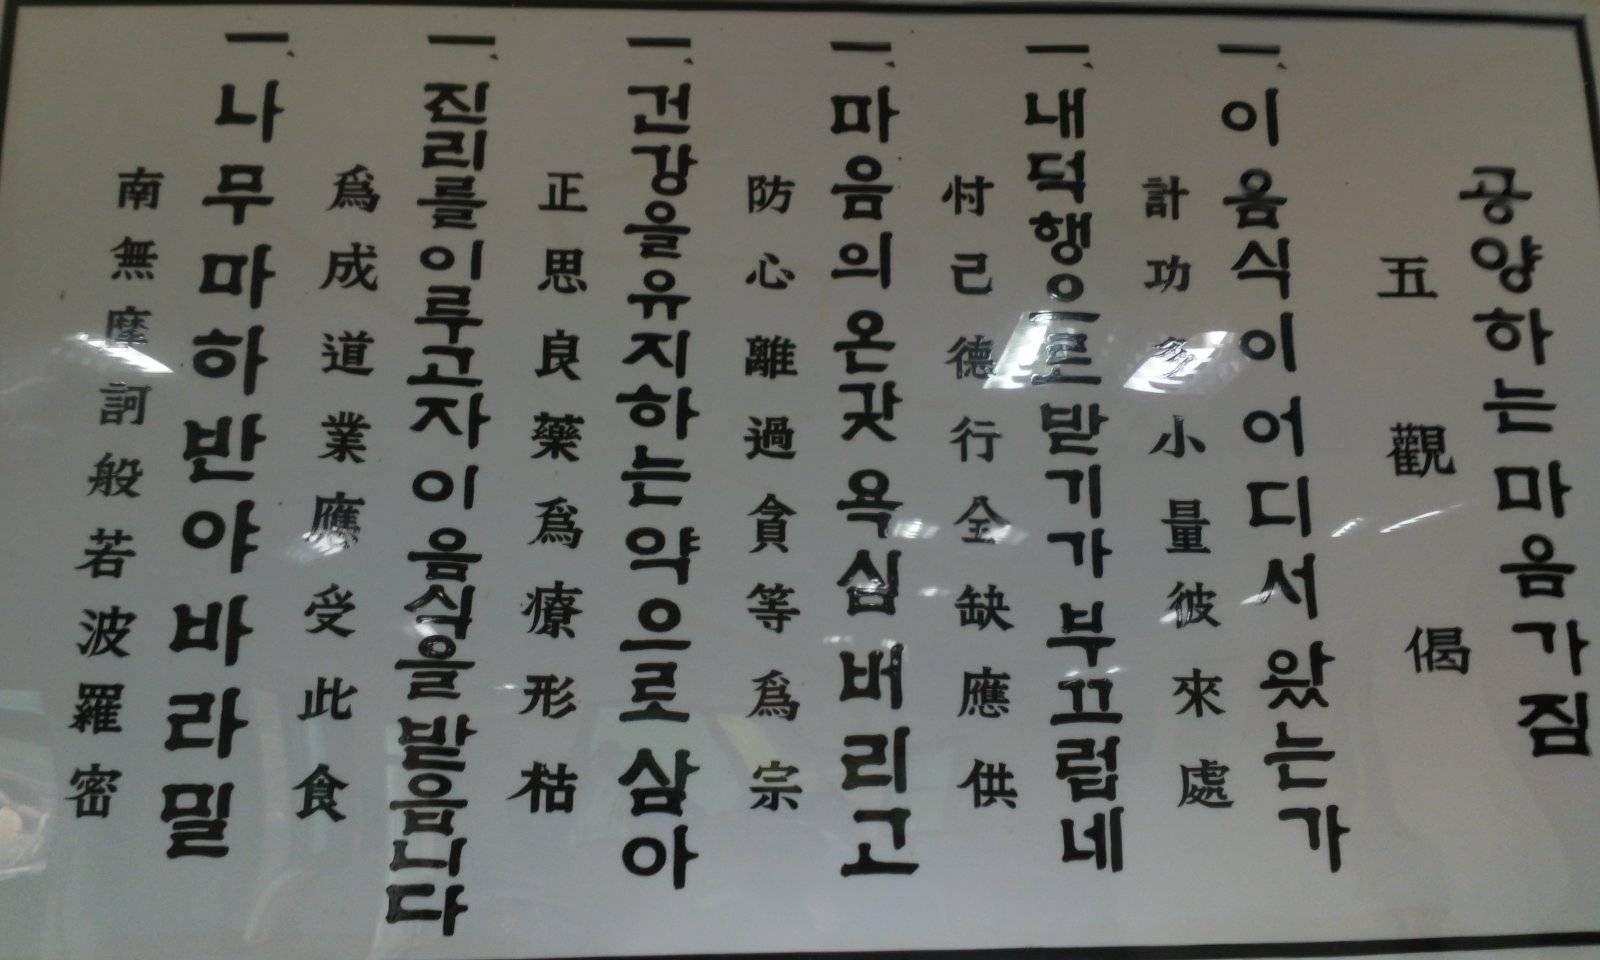 공양하는 마음가짐
五觀偈
一、이 음식이 어디서 왔는가
計功多小量彼來處
一、내 덕행으로 받기가 부끄럽네
忖己德行全缺應供
一、마음의 온갖 욕심 버리고
防心離過貪等爲宗
一、건강을 유지하는 약으로 삼아
正思良藥爲療形枯
一、진리를 이루고자 이 음식을 받읍니다
爲成道業應受此食
一、나무마하반야바라밀
南無摩訶般若波羅密